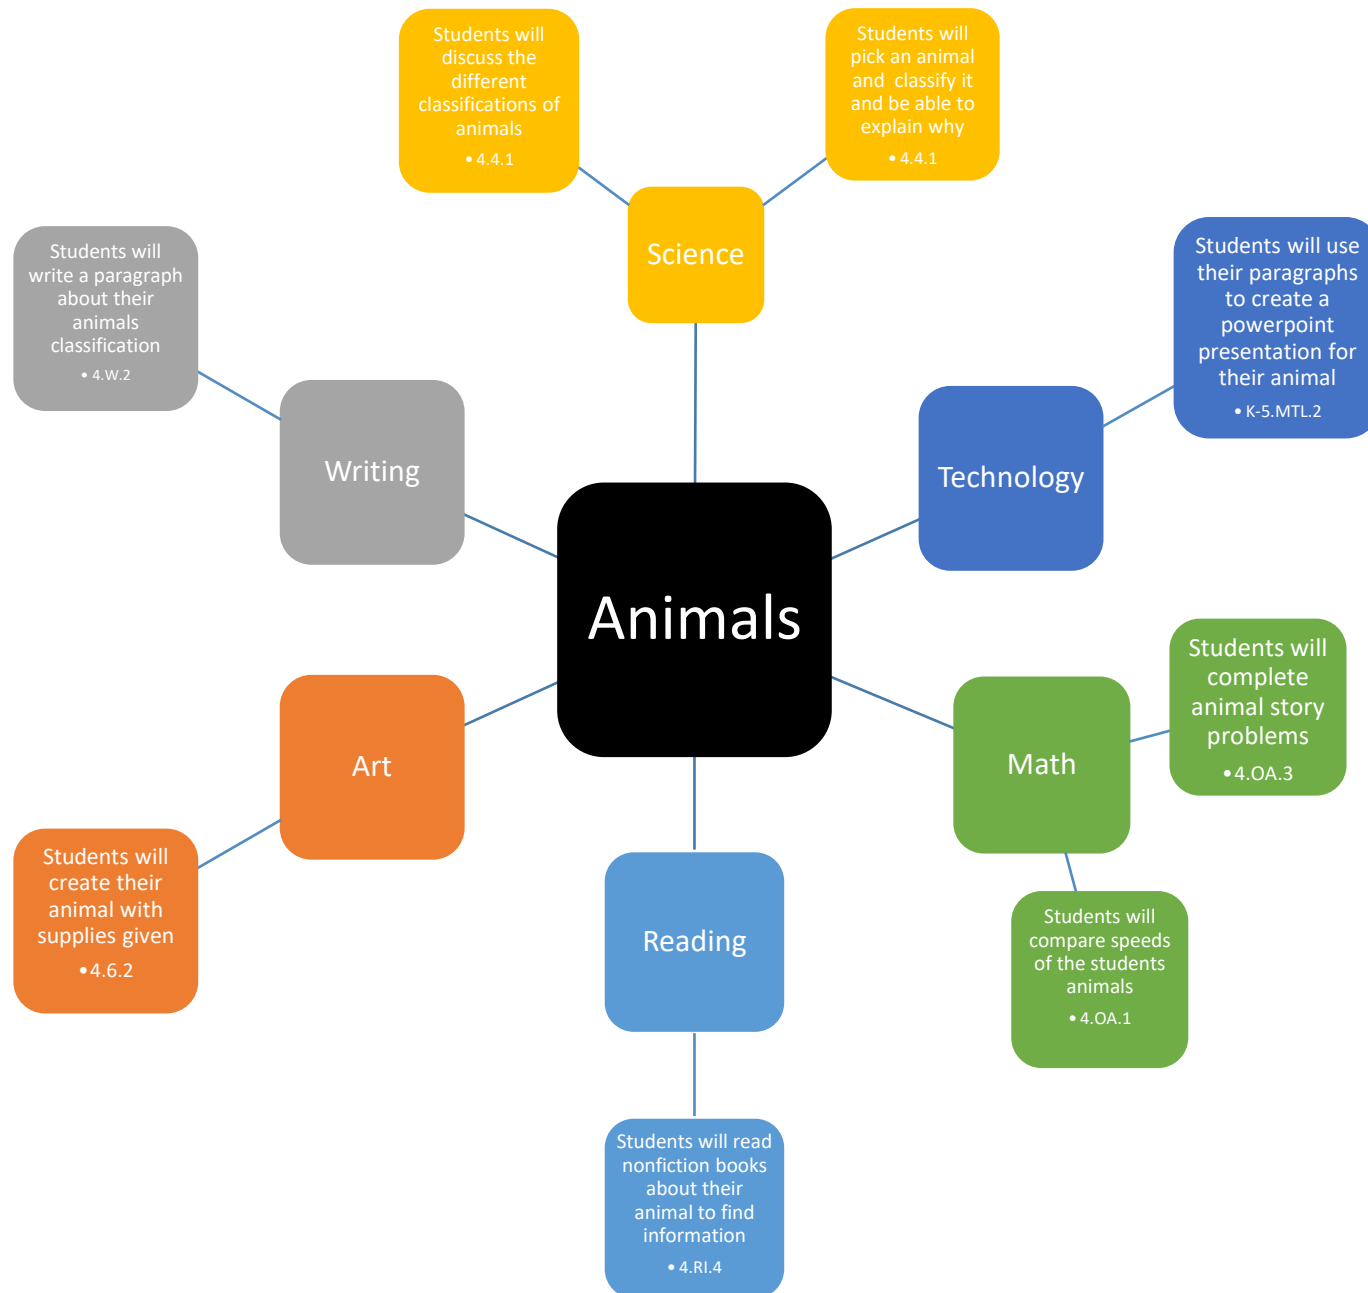 Students will
discuss the
different
classifications of
animals
• 4.4.1
Students will
pick an animal
and classify it
and be able to
explain why
• 4.4.1
Science
Students will
write a paragraph
about their
animals
classification
• 4.W.2
Students will use
their paragraphs
to create a
powerpoint
presentation for
their animal
• K-5.MTL.2
Writing
Technology
Animals
Students will
complete
animal story
problems
• 4.OA.3
Art
Math
Students will
create their
animal with
supplies given
• 4.6.2
Reading
Students will
compare speeds
of the students
animals
• 4.OA.1
Students will read
nonfiction books
about their
animal to find
information
• 4.RI.4